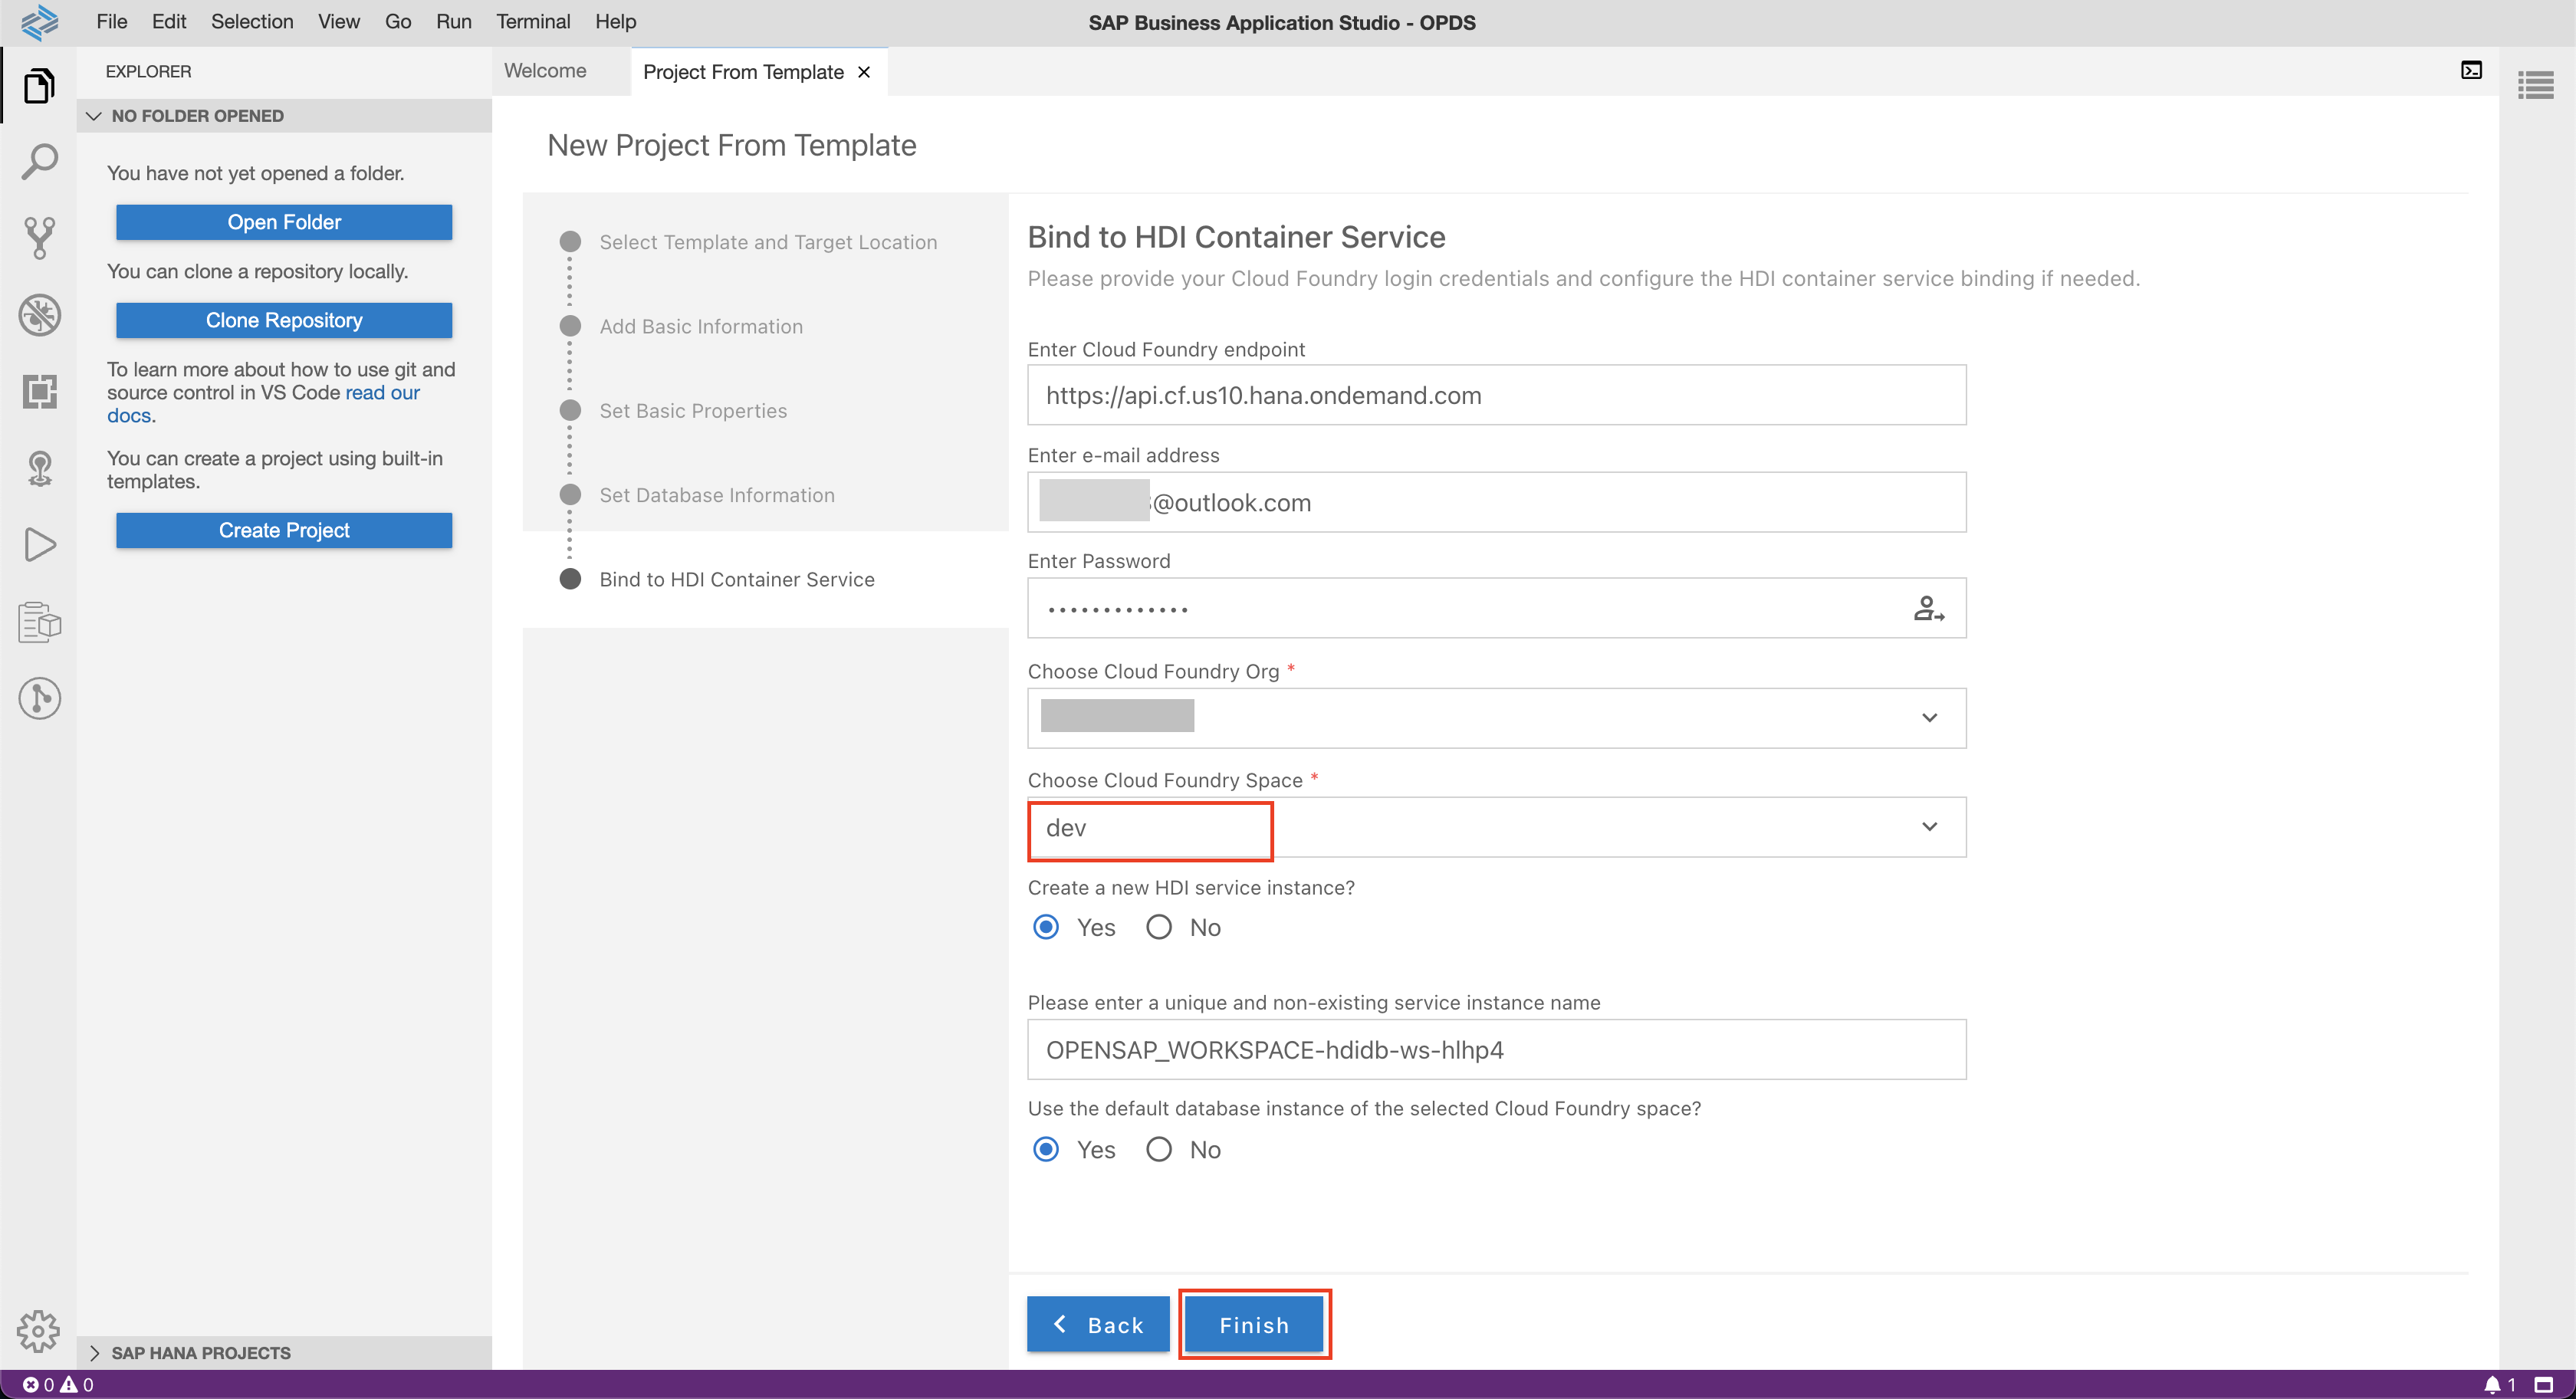 File Edit Selection View Go Run Terminal Help
SAP Business Application Studio - OPDS
EXPLORER
NO FOLDER OPENED
You have not yet opened a folder.
Open Folder
You can clone a repository locally.
Clone Repository
To learn more about how to use git and
source control in VS Code read our
docs.
You can create a project using built-in
templates.
Create Project
SAP HANA PROJECTS
Welcome
Project From Template
New Project From Template
Select Template and Target Location
Add Basic Information
Set Basic Properties
Set Database Information
Bind to HDI Container Service
Bind to HDI Container Service
Please provide your Cloud Foundry login credentials and configure the HDI container service binding if needed.
Enter Cloud Foundry endpoint
https://api.cf.us10.hana.ondemand.com
Enter e-mail address
@outlook.com
Enter Password
•••••••••••••
Choose Cloud Foundry Org *
Choose Cloud Foundry Space *
dev
Create a new HDI service instance?
Yes No
Please enter a unique and non-existing service instance name
OPENSAP_WORKSPACE-hdidb-ws-hlhp4
Use the default database instance of the selected Cloud Foundry space?
Yes No
Back
Finish
0 0
1